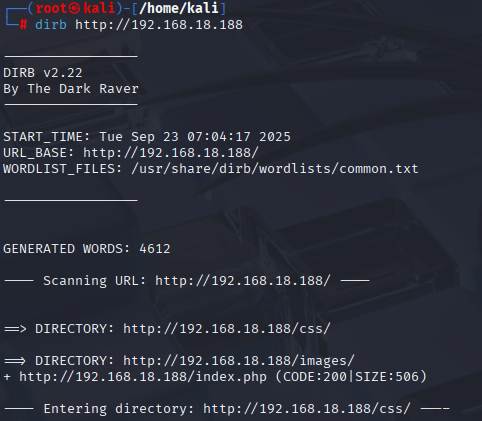 ┌──(root㉿kali)-[/home/kali]
└─# dirb http://192.168.18.188
-----------------
DIRB v2.22
By The Dark Raver
-----------------
START_TIME: Tue Sep 23 07:04:17 2025
URL_BASE: http://192.168.18.188/
WORDLIST_FILES: /usr/share/dirb/wordlists/common.txt
-----------------
GENERATED WORDS: 4612
---- Scanning URL: http://192.168.18.188/ ----
==> DIRECTORY: http://192.168.18.188/css/
==> DIRECTORY: http://192.168.18.188/images/
+ http://192.168.18.188/index.php (CODE:200|SIZE:506)
---- Entering directory: http://192.168.18.188/css/ ----